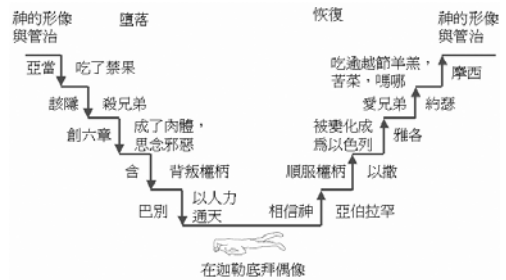 神的形像
與管治
墮落
恢復
神的形像
與管治
亞當
吃了禁果
吃逾越節羊羔，
苦菜，嗎哪
摩西
該隱
殺兄弟
愛兄弟
約瑟
創六章
成了肉體，
思念邪惡
被變化成
為以色列
雅各
含
背叛權柄
順服權柄
以撒
巴別
以人力
通天
相信神
亞伯拉罕
在迦勒底拜偶像